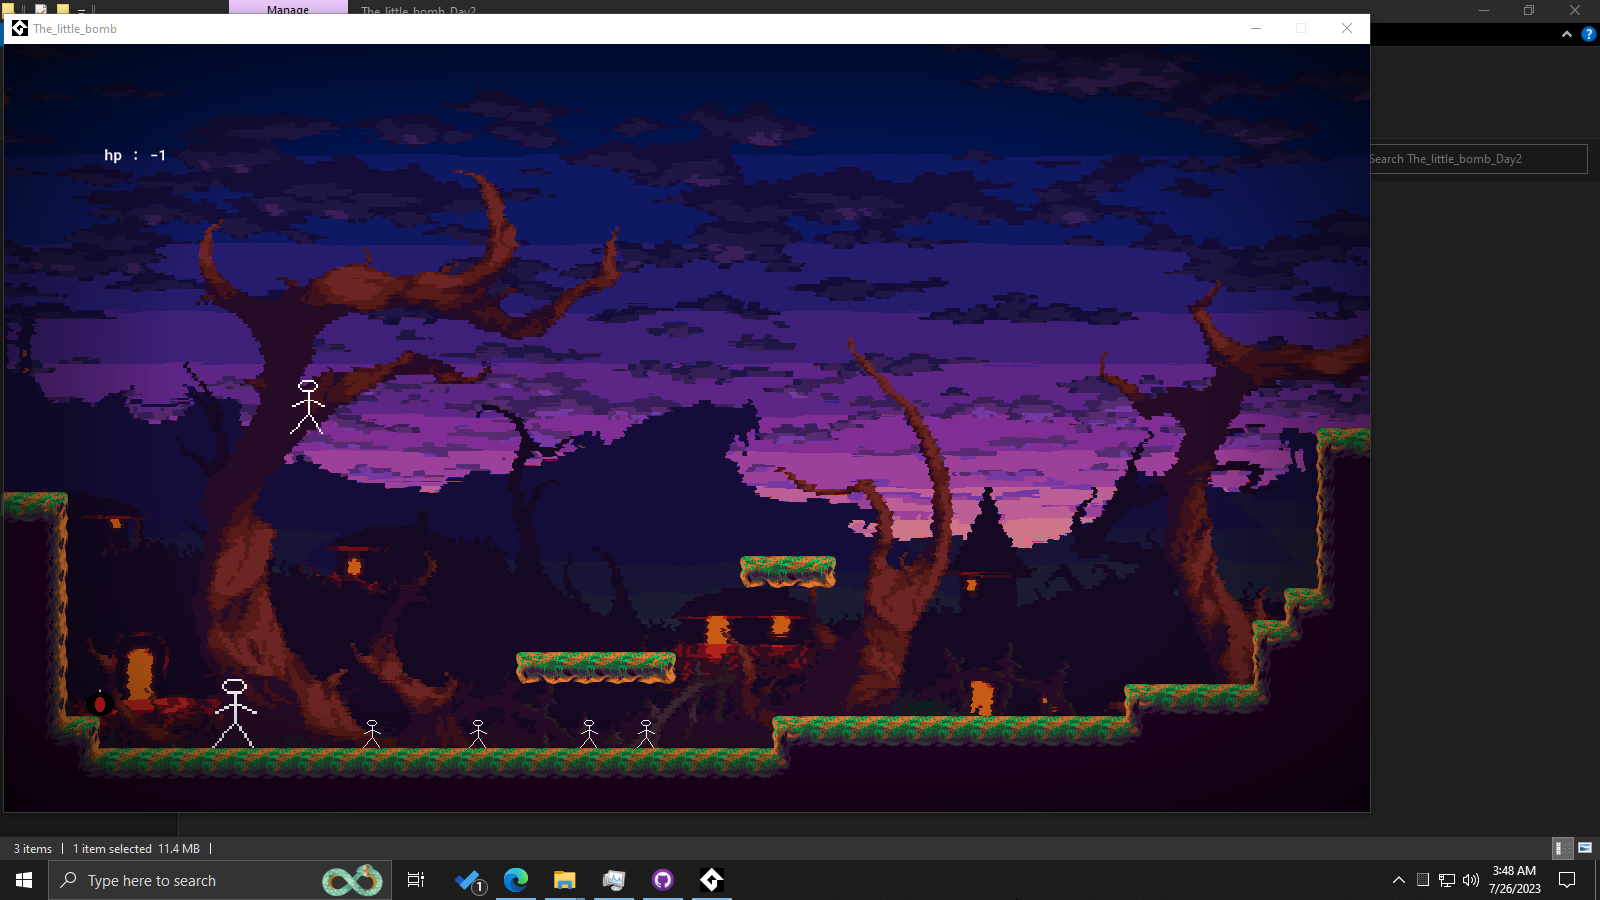 Manage
The_little_bomb_Day2
The_little_bomb
?
Search The_little_bomb_Day2
hp : -1
3 items
1 item selected 11.4 MB
Type here to search
1
3:48 AM
7/26/2023